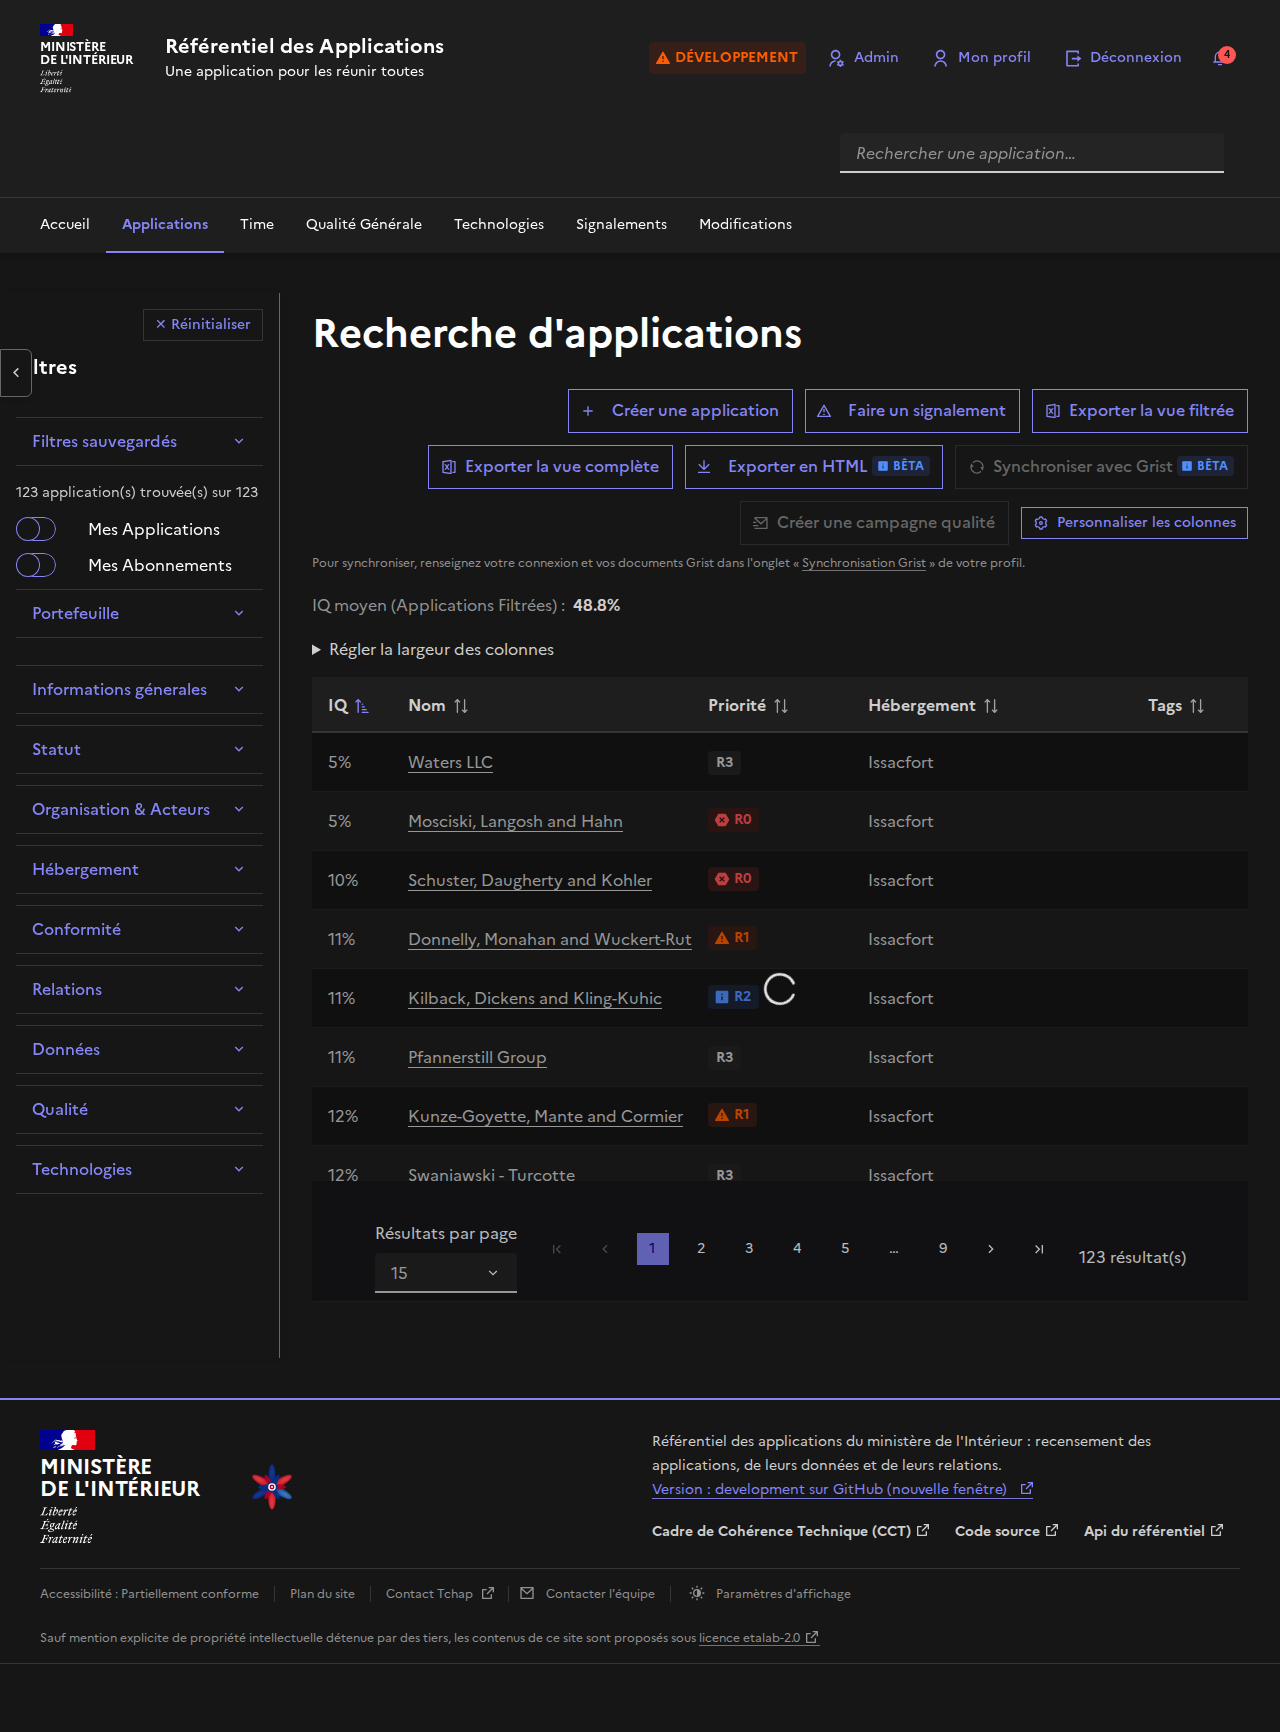 MINISTÈRE
DE L'INTÉRIEUR
Liberté
Égalité
Fraternité
Référentiel des Applications
Une application pour les réunir toutes
DÉVELOPPEMENT
Admin
Mon profil
Déconnexion
4
Rechercher une application...
Accueil
Applications
Time
Qualité Générale
Technologies
Signalements
Modifications
Réinitialiser
ltres
Filtres sauvegardés
123 application(s) trouvée(s) sur 123
Mes Applications
Mes Abonnements
Portefeuille
Informations génerales
Statut
Organisation & Acteurs
Hébergement
Conformité
Relations
Données
Qualité
Technologies
Recherche d'applications
Créer une application
Faire un signalement
Exporter la vue filtrée
Exporter la vue complète
Exporter en HTML BÊTA
Synchroniser avec Grist BÊTA
Créer une campagne qualité
Personnaliser les colonnes
Pour synchroniser, renseignez votre connexion et vos documents Grist dans l'onglet « Synchronisation Grist » de votre profil.
IQ moyen (Applications Filtrées) : 48.8%
Régler la largeur des colonnes
IQ Nom Priorité Hébergement Tags
5% Waters LLC R3 Issacfort
5% Mosciski, Langosh and Hahn R0 Issacfort
10% Schuster, Daugherty and Kohler R0 Issacfort
11% Donnelly, Monahan and Wuckert-Rut R1 Issacfort
11% Kilback, Dickens and Kling-Kuhic R2 Issacfort
11% Pfannerstill Group R3 Issacfort
12% Kunze-Goyette, Mante and Cormier R1 Issacfort
12% Swaniawski - Turcotte R3 Issacfort
Résultats par page
15
1 2 3 4 5 … 9
123 résultat(s)
MINISTÈRE
DE L'INTÉRIEUR
Liberté
Égalité
Fraternité
Référentiel des applications du ministère de l'Intérieur : recensement des
applications, de leurs données et de leurs relations.
Version : development sur GitHub (nouvelle fenêtre)
Cadre de Cohérence Technique (CCT)
Code source
Api du référentiel
Accessibilité : Partiellement conforme
Plan du site
Contact Tchap
Contacter l'équipe
Paramètres d'affichage
Sauf mention explicite de propriété intellectuelle détenue par des tiers, les contenus de ce site sont proposés sous licence etalab-2.0